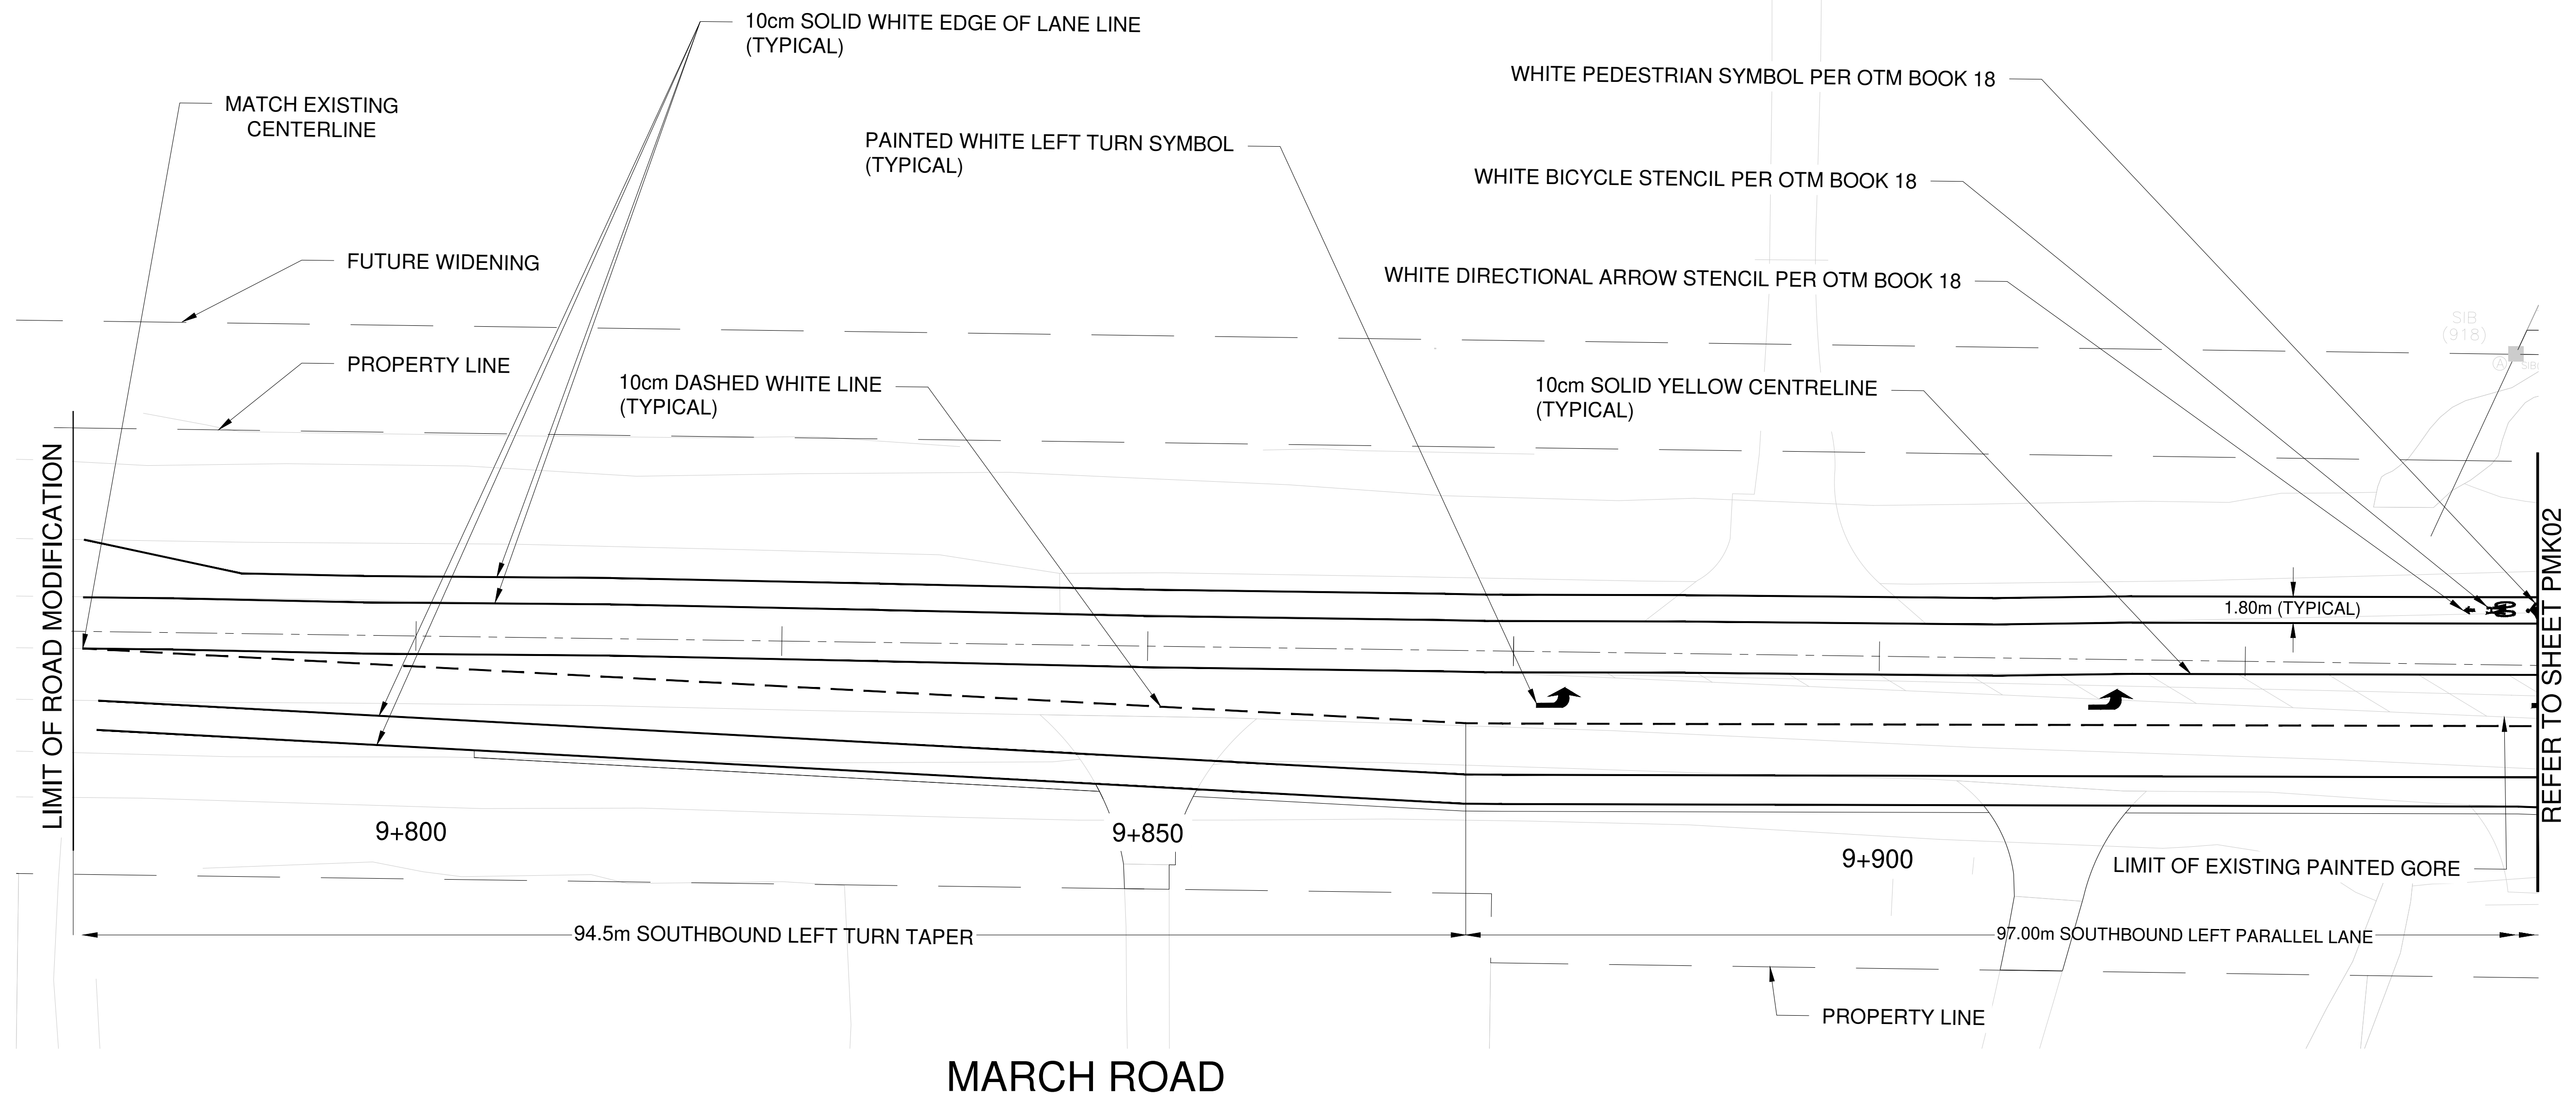 10cm SOLID WHITE EDGE OF LANE LINE
(TYPICAL)
WHITE PEDESTRIAN SYMBOL PER OTM BOOK 18
MATCH EXISTING
CENTERLINE
PAINTED WHITE LEFT TURN SYMBOL
(TYPICAL)
WHITE BICYCLE STENCIL PER OTM BOOK 18
FUTURE WIDENING
WHITE DIRECTIONAL ARROW STENCIL PER OTM BOOK 18
SIB
(918)
A
PROPERTY LINE
10cm DASHED WHITE LINE
(TYPICAL)
10cm SOLID YELLOW CENTRELINE
(TYPICAL)
LIMIT OF ROAD MODIFICATION
REFER TO SHEET PMK02
1.80m (TYPICAL)
9+800
9+850
9+900
LIMIT OF EXISTING PAINTED GORE
94.5m SOUTHBOUND LEFT TURN TAPER
97.00m SOUTHBOUND LEFT PARALLEL LANE
PROPERTY LINE
MARCH ROAD